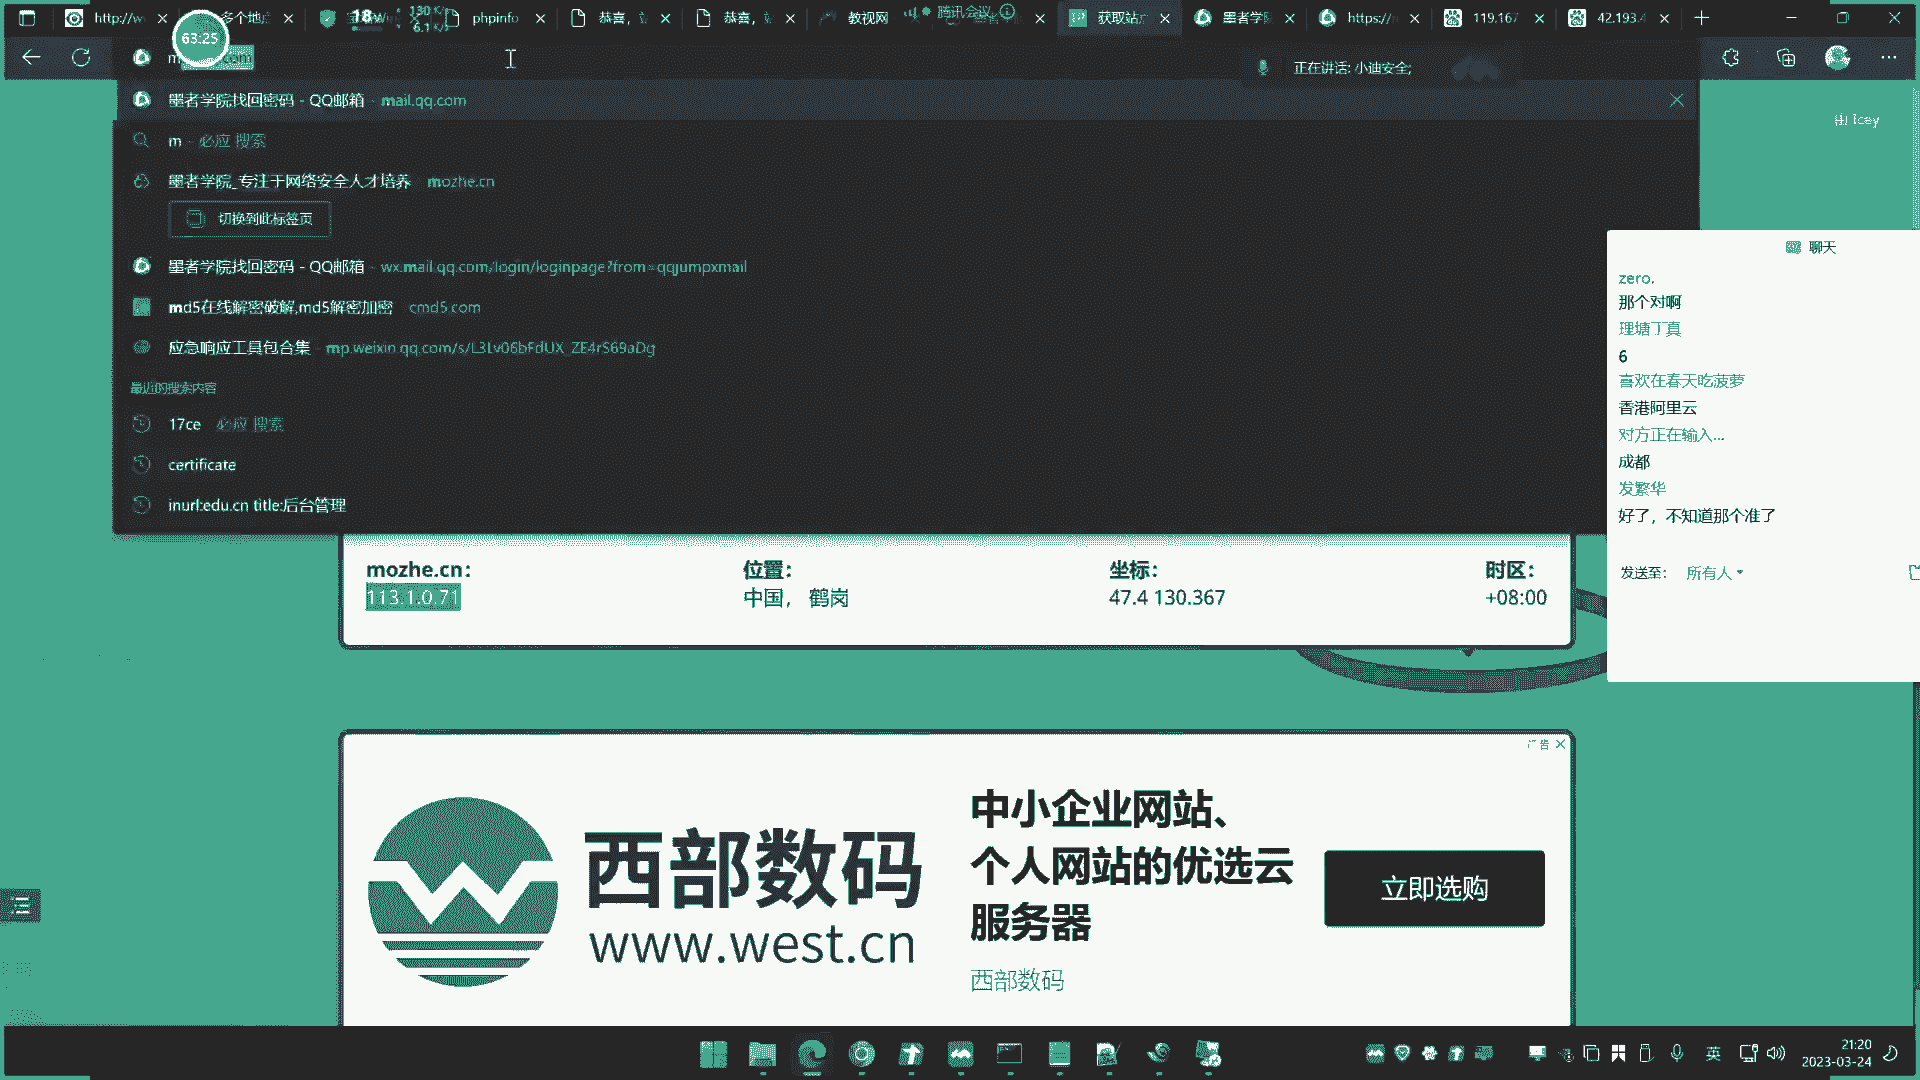 http://w
多个地点
130 K/s
6.1 K/s
phpinfo
恭喜，
恭喜，
教视网
腾讯会议
获取站点
墨者学院
https://
119.167
42.193.4
63:25
正在讲话: 小迪安全;
墨者学院找回密码 - QQ邮箱 - mail.qq.com
m - 必应 搜索
墨者学院_专注于网络安全人才培养 mozhe.cn
切换到此标签页
墨者学院找回密码 - QQ邮箱 - wx.mail.qq.com/login/loginpage?from=qqjumpxmail
md5在线解密破解,md5解密加密 cmd5.com
应急响应工具包合集 - mp.weixin.qq.com/s/L3Lv06bFdUX_ZE4rS69aDg
最近的搜索内容
17ce 必应 搜索
certificate
inurl:edu.cn title:后台管理
由 Icey
聊天
zero.
那个对啊
理塘丁真
6
喜欢在春天吃菠萝
香港阿里云
对方正在输入...
成都
发繁华
好了，不知道那个准了
发送至: 所有人
mozhe.cn: 位置: 坐标: 时区:
113.1.0.71 中国， 鹤岗 47.4 130.367 +08:00
广告
西部数码
www.west.cn
中小企业网站、
个人网站的优选云
服务器
西部数码
立即选购
英
21:20
2023-03-24